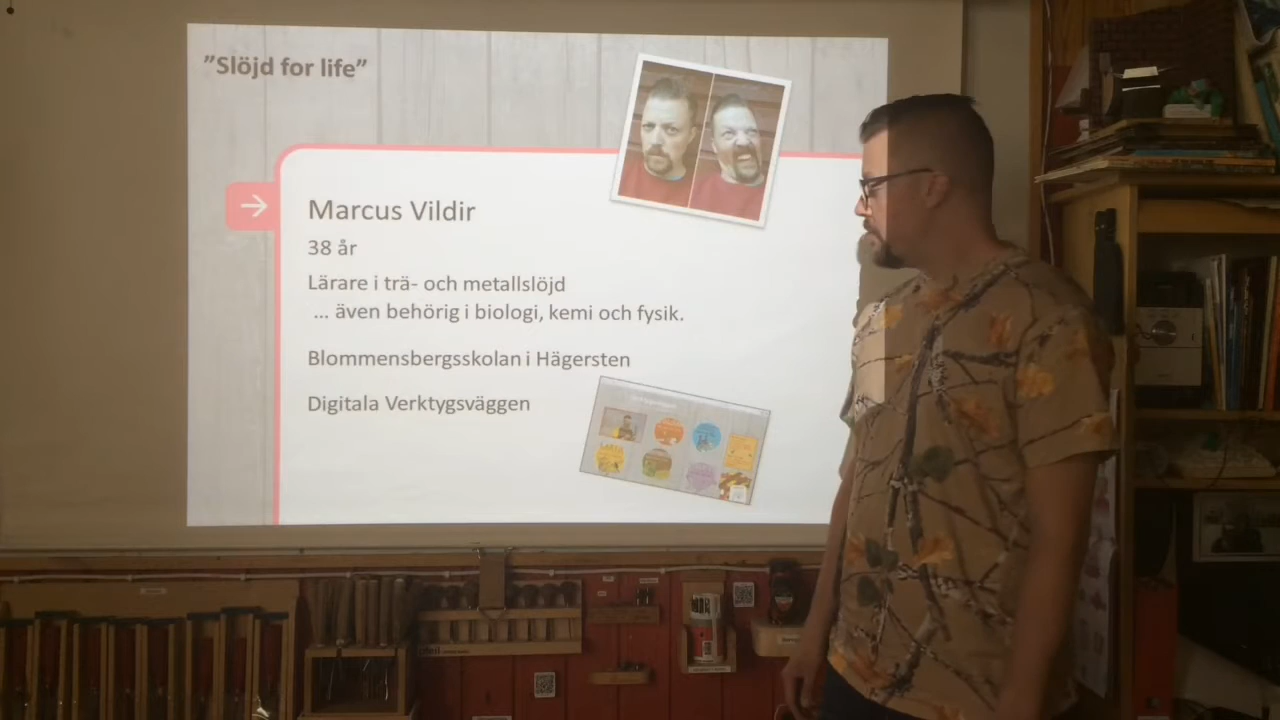 ”Slöjd for life”
Marcus Vildir
38 år
Lärare i trä- och metallslöjd
... även behörig i biologi, kemi och fysik.
Blommensbergsskolan i Hägersten
Digitala Verktygsväggen